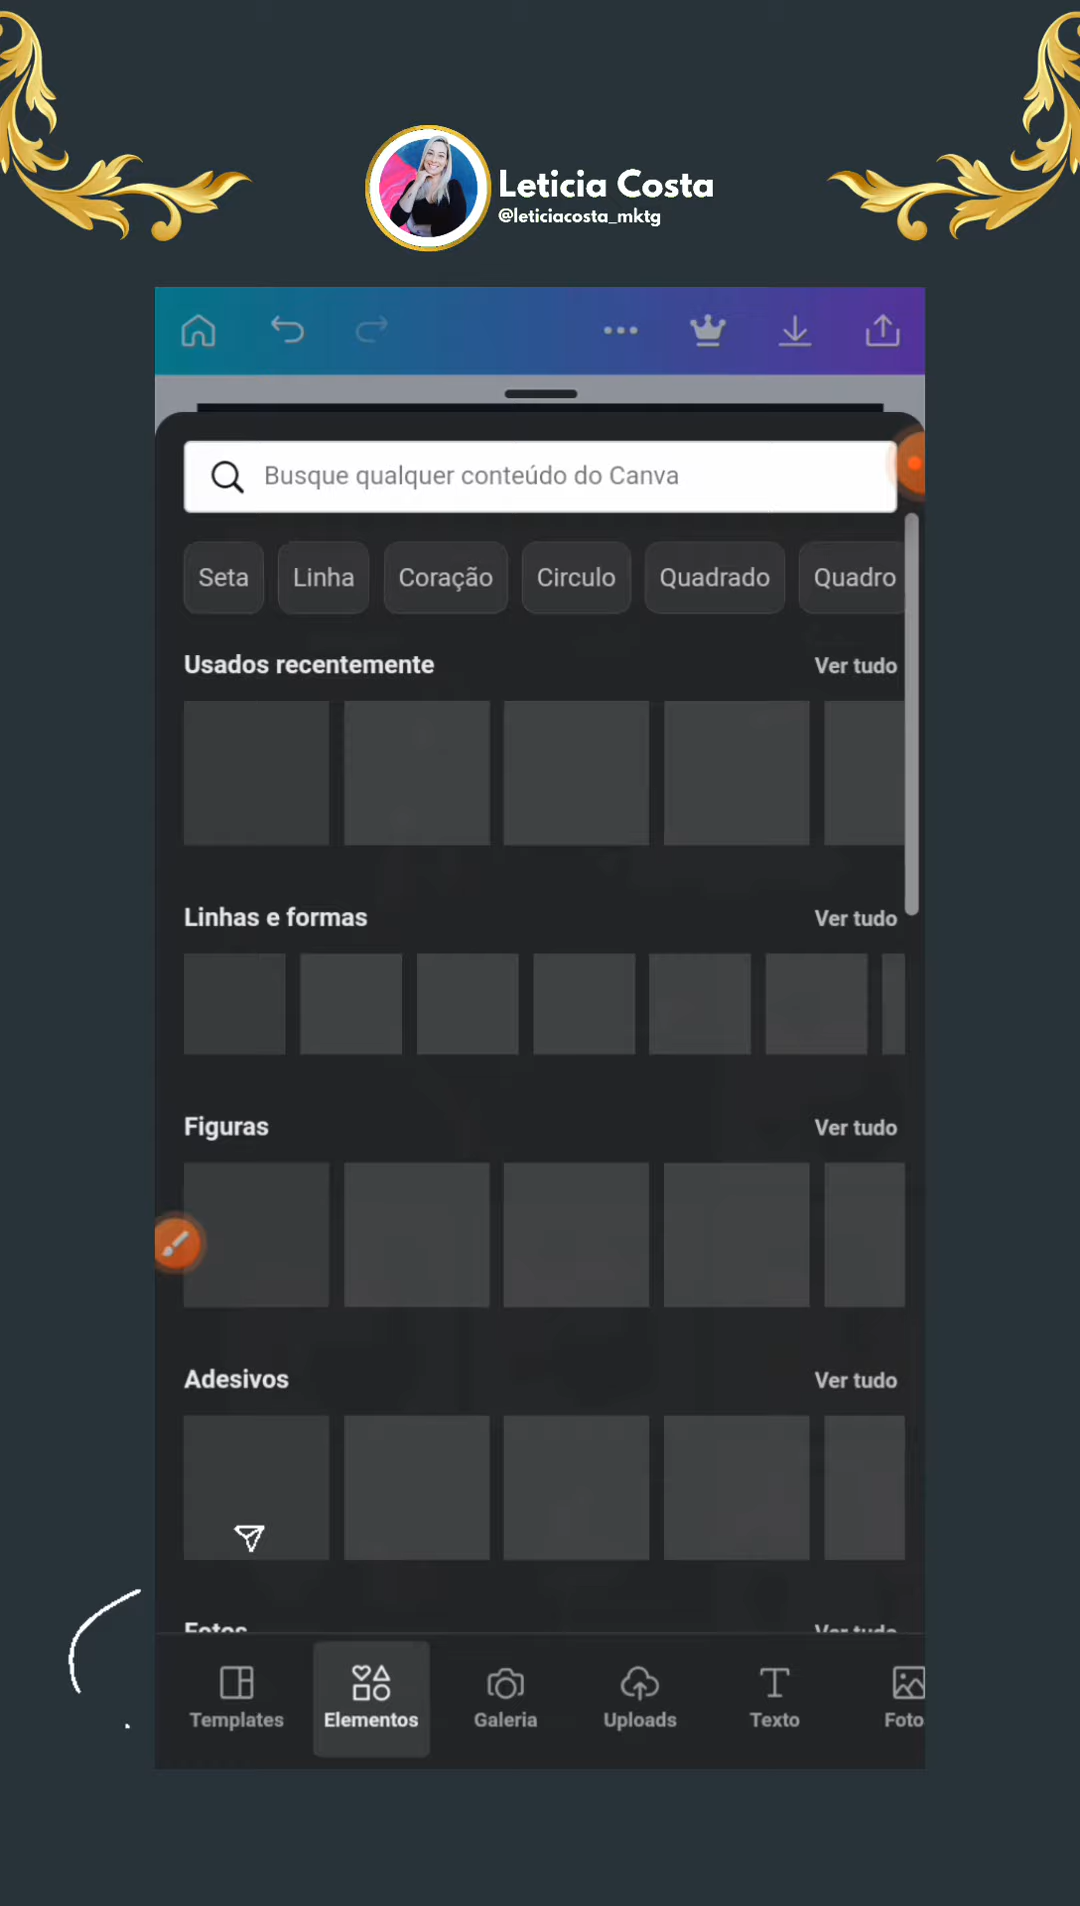 Leticia Costa
@leticiacosta_mktg
Busque qualquer conteúdo do Canva
Seta Linha Coração Circulo Quadrado Quadro
Usados recentemente Ver tudo
Linhas e formas Ver tudo
Figuras Ver tudo
Adesivos Ver tudo
Fotos Ver tudo
Templates Elementos Galeria Uploads Texto Foto